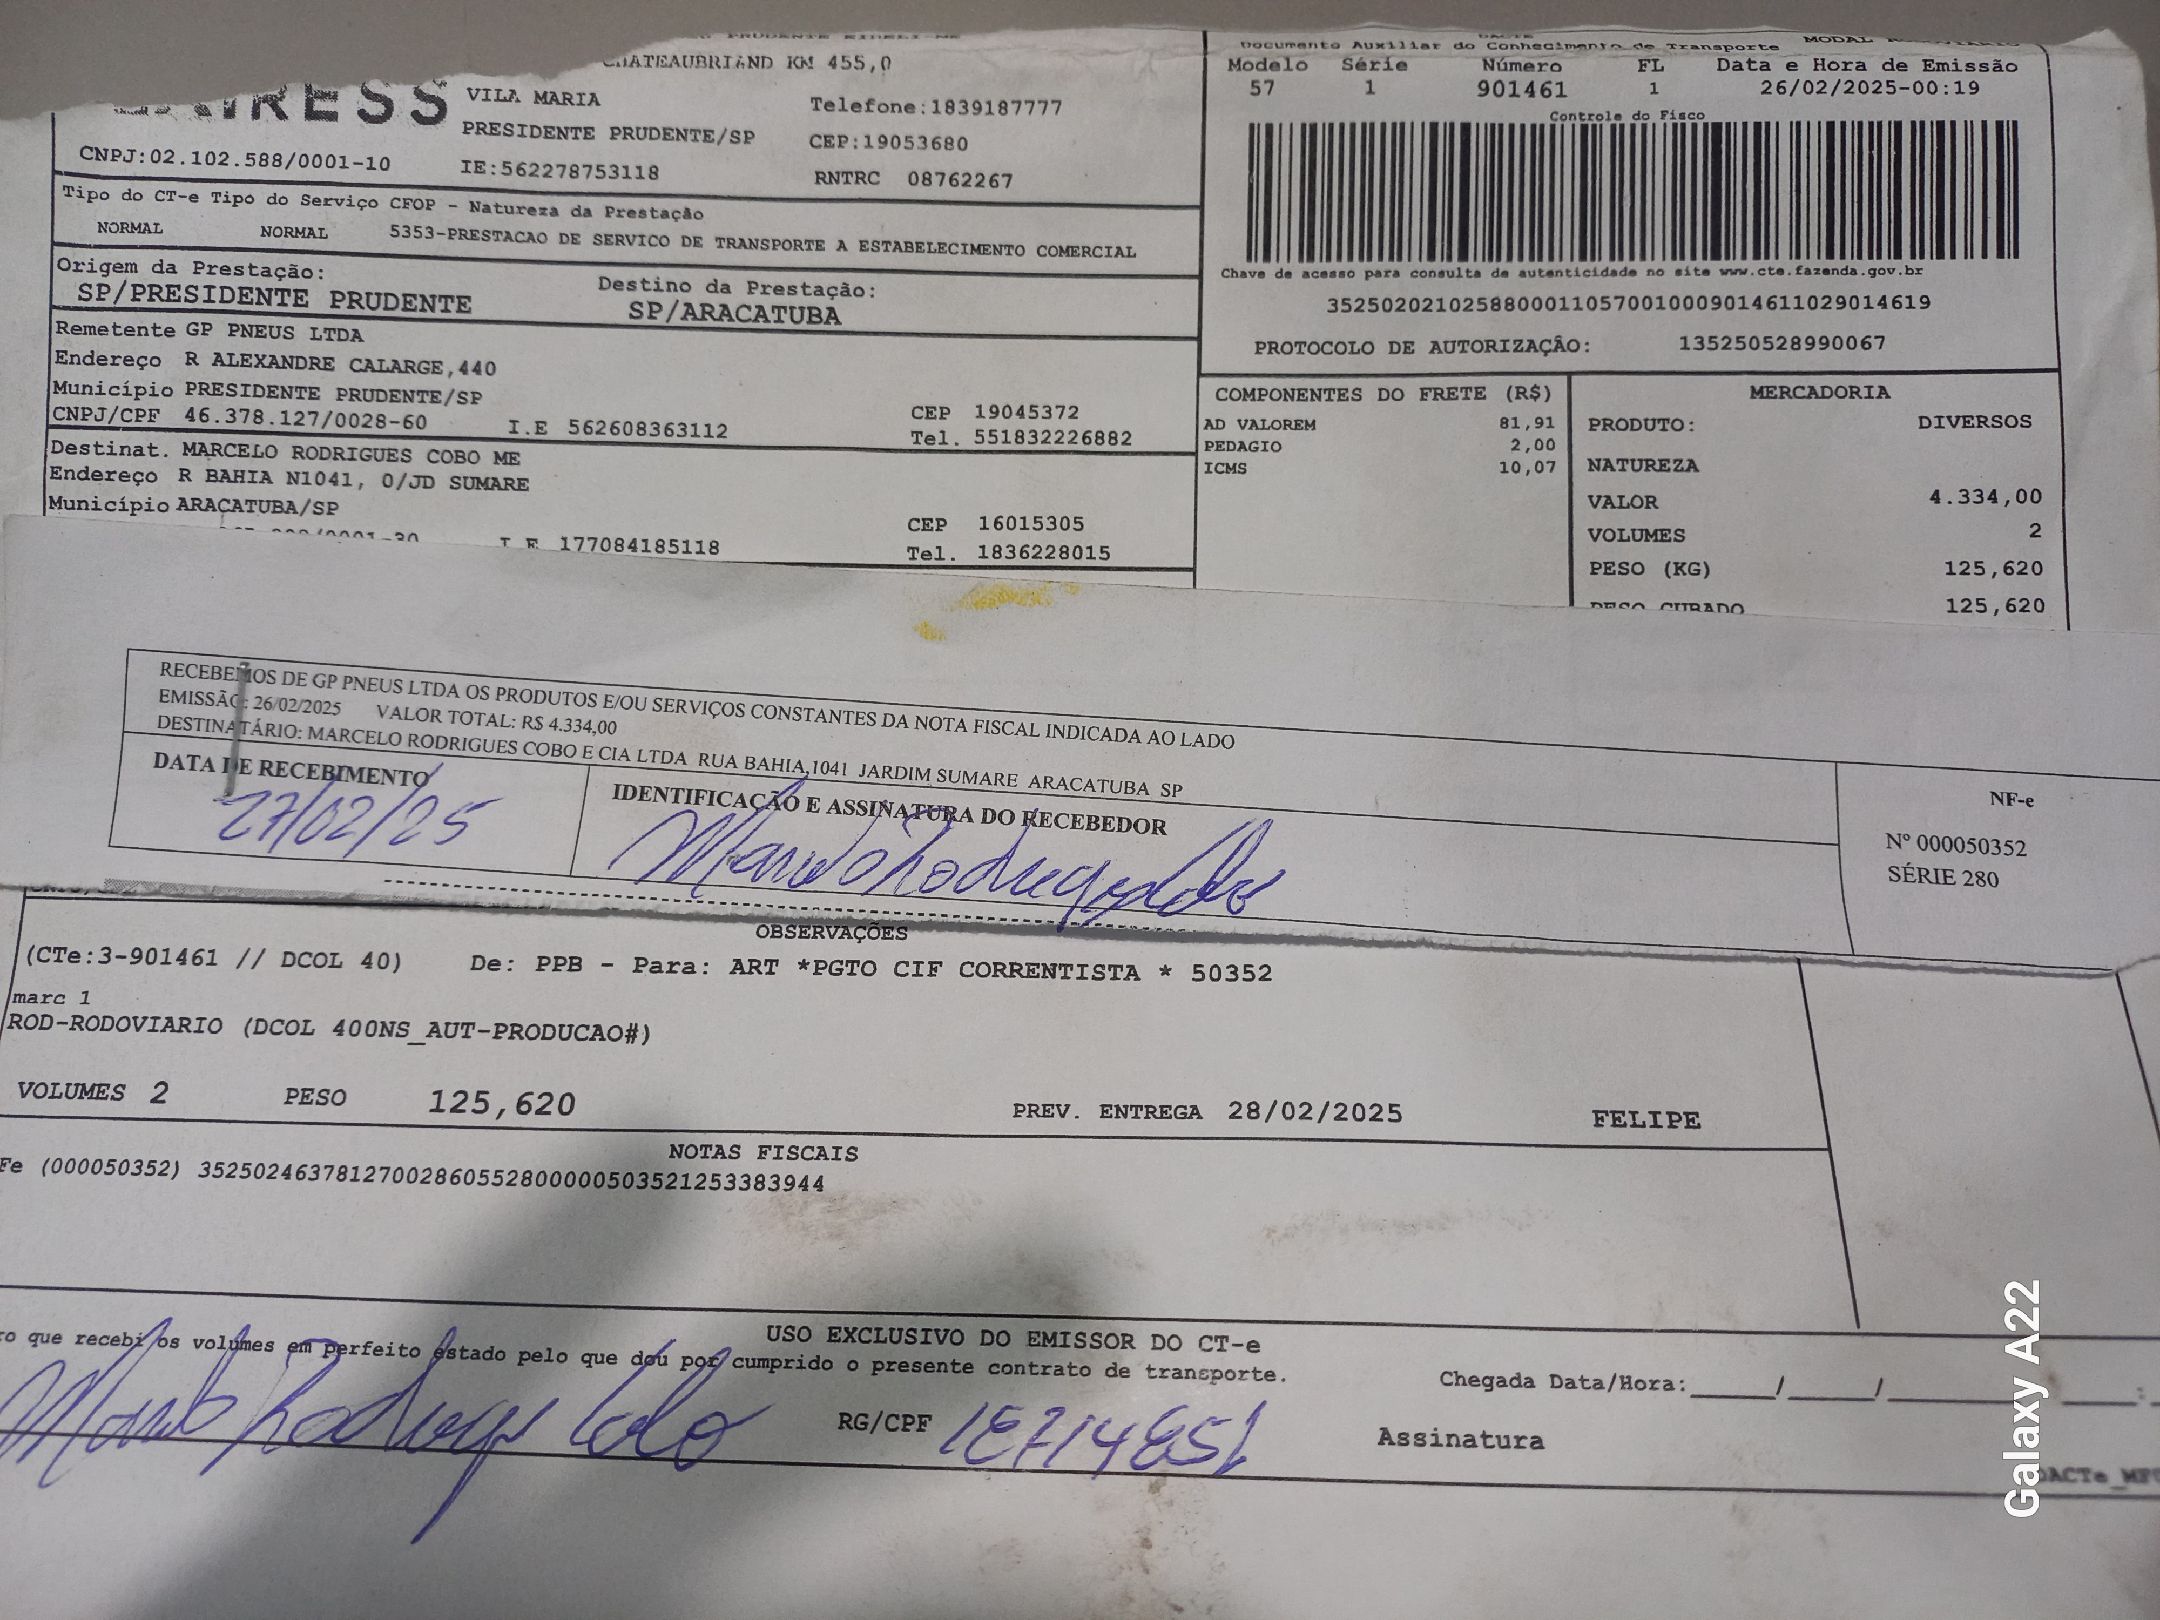 CHATEAUBRIAND KM 455,0
VILA MARIA
Telefone:1839187777
PRESIDENTE PRUDENTE/SP
CEP:19053680
CNPJ:02.102.588/0001-10
IE:562278753118
RNTRC 08762267
Tipo do CT-e Tipo do Serviço CFOP - Natureza da Prestação
NORMAL NORMAL 5353-PRESTACAO DE SERVICO DE TRANSPORTE A ESTABELECIMENTO COMERCIAL
Origem da Prestação:
SP/PRESIDENTE PRUDENTE
Destino da Prestação:
SP/ARACATUBA
Remetente GP PNEUS LTDA
Endereço R ALEXANDRE CALARGE,440
Município PRESIDENTE PRUDENTE/SP
CEP 19045372
CNPJ/CPF 46.378.127/0028-60 I.E 562608363112
Tel. 551832226882
Destinat. MARCELO RODRIGUES COBO ME
Endereço R BAHIA N1041, 0/JD SUMARE
Município ARACATUBA/SP
CEP 16015305
/0001-30 I.E 177084185118
Tel. 1836228015
DACTE
MODAL RODOVIARIO
Documento Auxiliar do Conhecimento de Transporte
Modelo Série Número FL Data e Hora de Emissão
57 1 901461 1 26/02/2025-00:19
Controle do Fisco
Chave de acesso para consulta de autenticidade no site www.cte.fazenda.gov.br
35250202102588000110570010009014611029014619
PROTOCOLO DE AUTORIZAÇÃO: 135250528990067
COMPONENTES DO FRETE (R$)
AD VALOREM 81,91
PEDAGIO 2,00
ICMS 10,07
MERCADORIA
PRODUTO: DIVERSOS
NATUREZA
VALOR 4.334,00
VOLUMES 2
PESO (KG) 125,620
PESO CUBADO 125,620
RECEBEMOS DE GP PNEUS LTDA OS PRODUTOS E/OU SERVIÇOS CONSTANTES DA NOTA FISCAL INDICADA AO LADO
EMISSÃO: 26/02/2025 VALOR TOTAL: R$ 4.334,00
DESTINATÁRIO: MARCELO RODRIGUES COBO E CIA LTDA RUA BAHIA,1041 JARDIM SUMARE ARACATUBA SP
DATA DE RECEBIMENTO
27/02/25
IDENTIFICAÇÃO E ASSINATURA DO RECEBEDOR
NF-e
Nº 000050352
SÉRIE 280
OBSERVAÇÕES
(CTe:3-901461 // DCOL 40) De: PPB - Para: ART *PGTO CIF CORRENTISTA * 50352
marc 1
ROD-RODOVIARIO (DCOL 400NS_AUT-PRODUCAO#)
VOLUMES 2 PESO 125,620 PREV. ENTREGA 28/02/2025 FELIPE
NOTAS FISCAIS
Fe (000050352) 35250246378127002860552800000503521253383944
USO EXCLUSIVO DO EMISSOR DO CT-e
ro que recebi os volumes em perfeito estado pelo que dou por cumprido o presente contrato de transporte.
RG/CPF
Chegada Data/Hora:_____/_____/
Assinatura
DACTe_MF
Galaxy A22